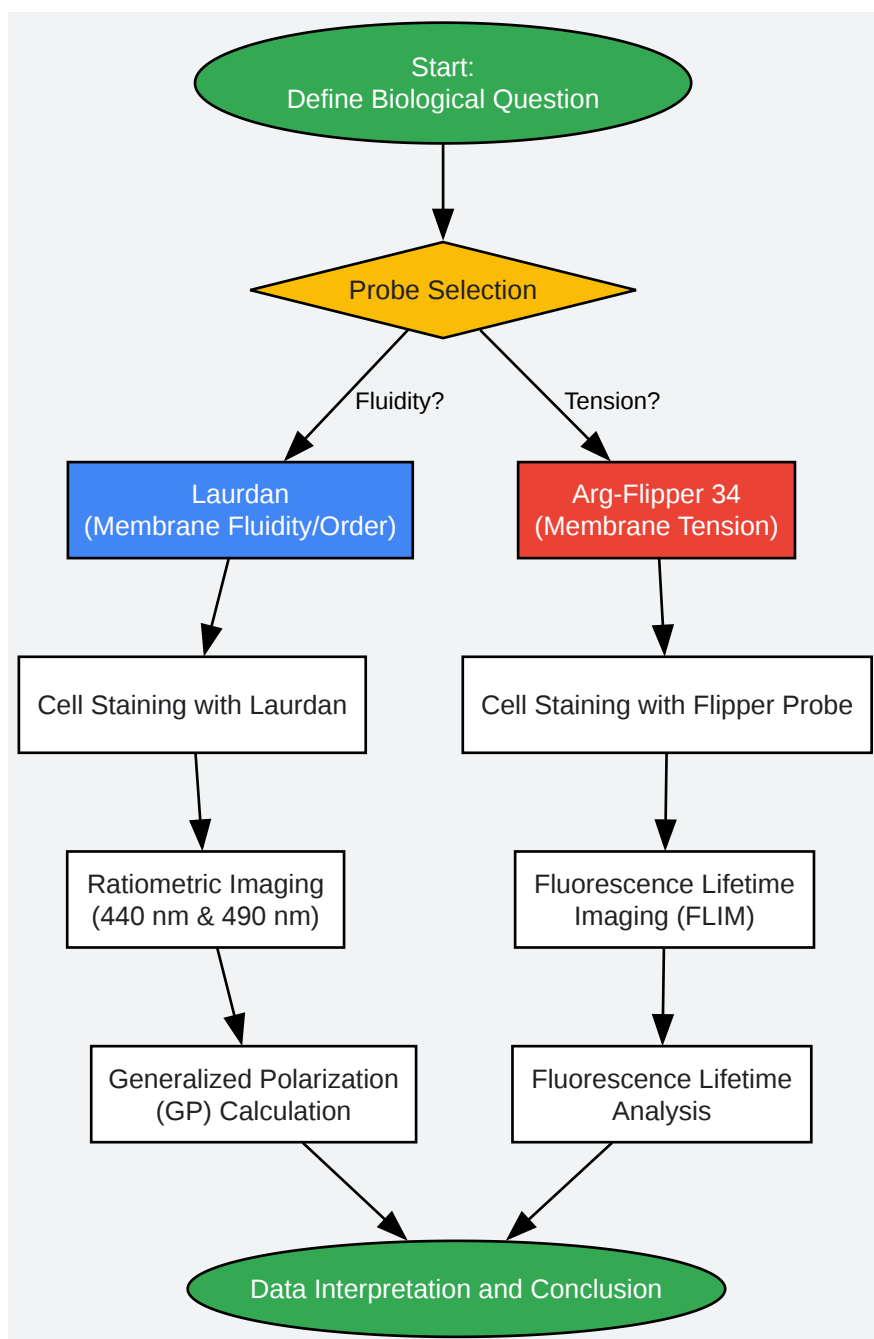 Start:
Define Biological Question
Probe Selection
Fluidity?
Tension?
Laurdan
(Membrane Fluidity/Order)
Arg-Flipper 34
(Membrane Tension)
Cell Staining with Laurdan
Cell Staining with Flipper Probe
Ratiometric Imaging
(440 nm & 490 nm)
Fluorescence Lifetime
Imaging (FLIM)
Generalized Polarization
(GP) Calculation
Fluorescence Lifetime
Analysis
Data Interpretation and Conclusion